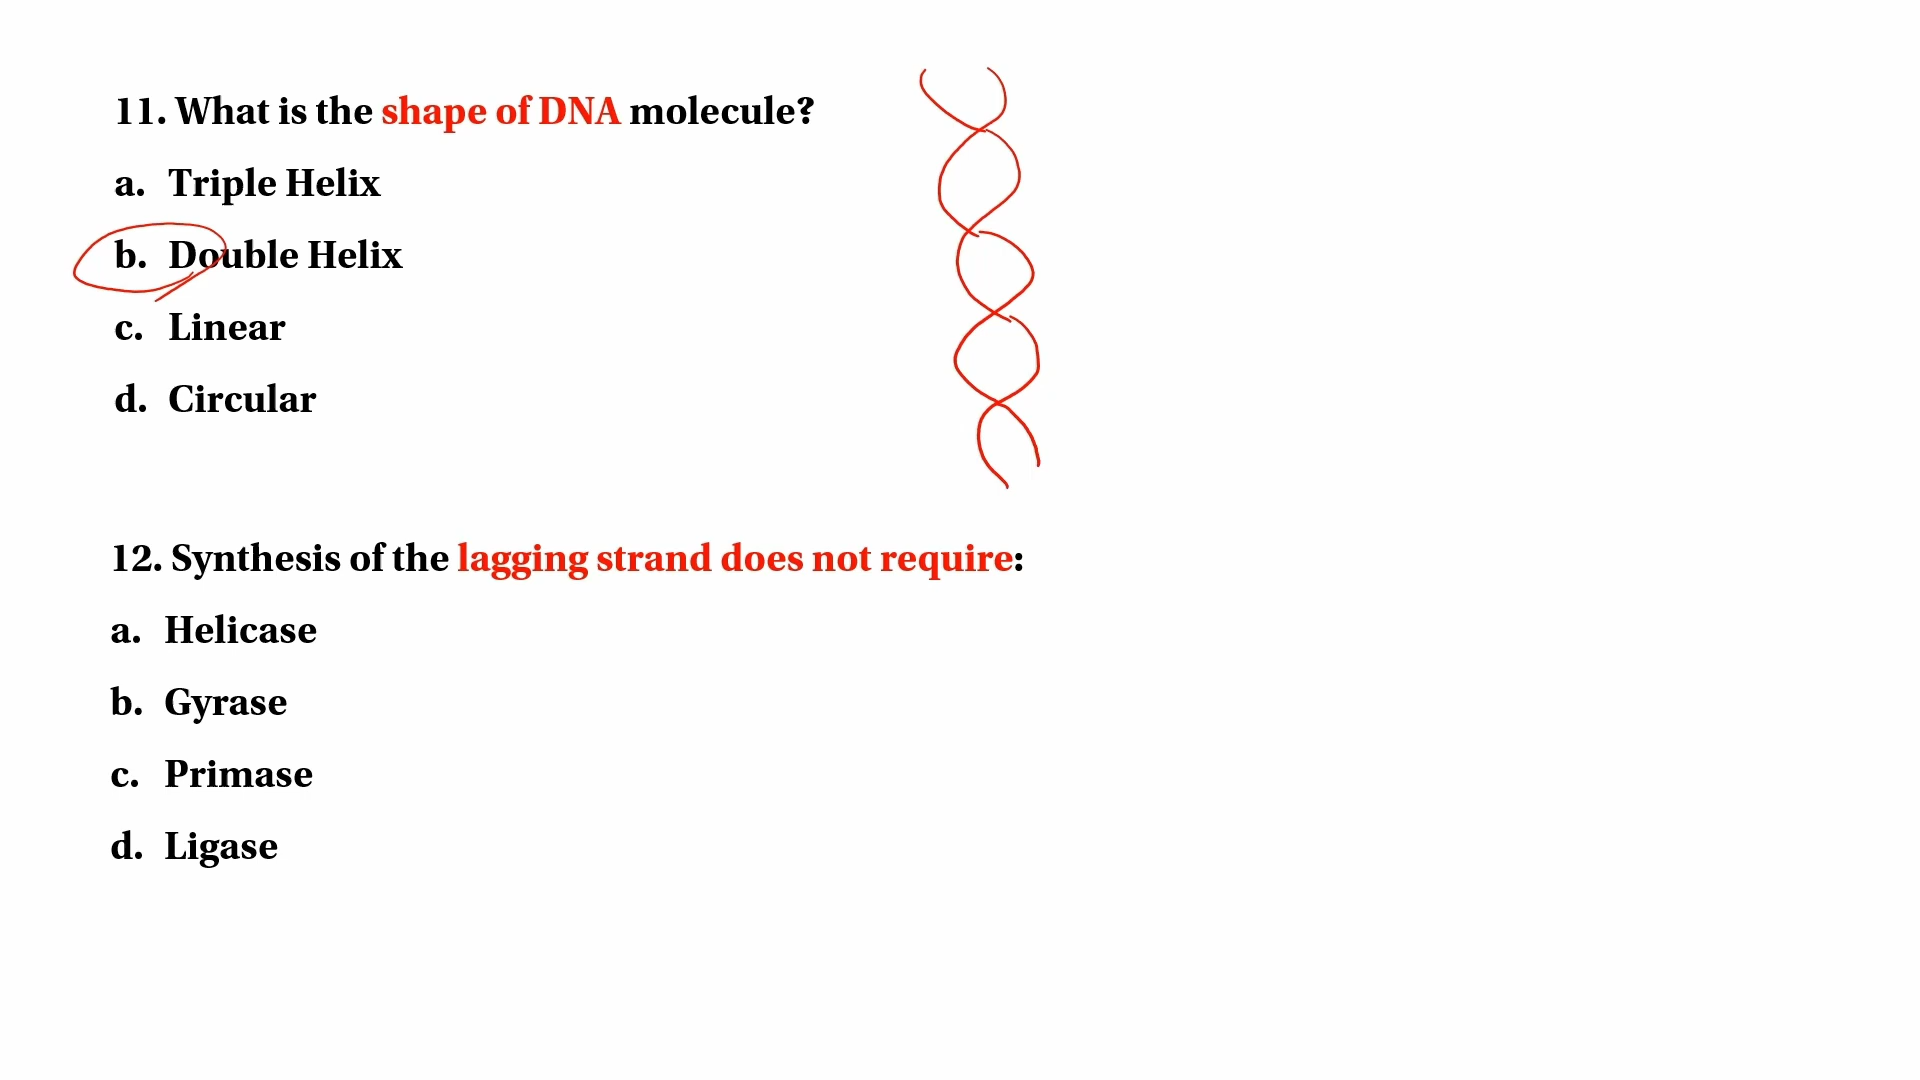 11. What is the shape of DNA molecule?
a. Triple Helix
b. Double Helix
c. Linear
d. Circular
12. Synthesis of the lagging strand does not require:
a. Helicase
b. Gyrase
c. Primase
d. Ligase